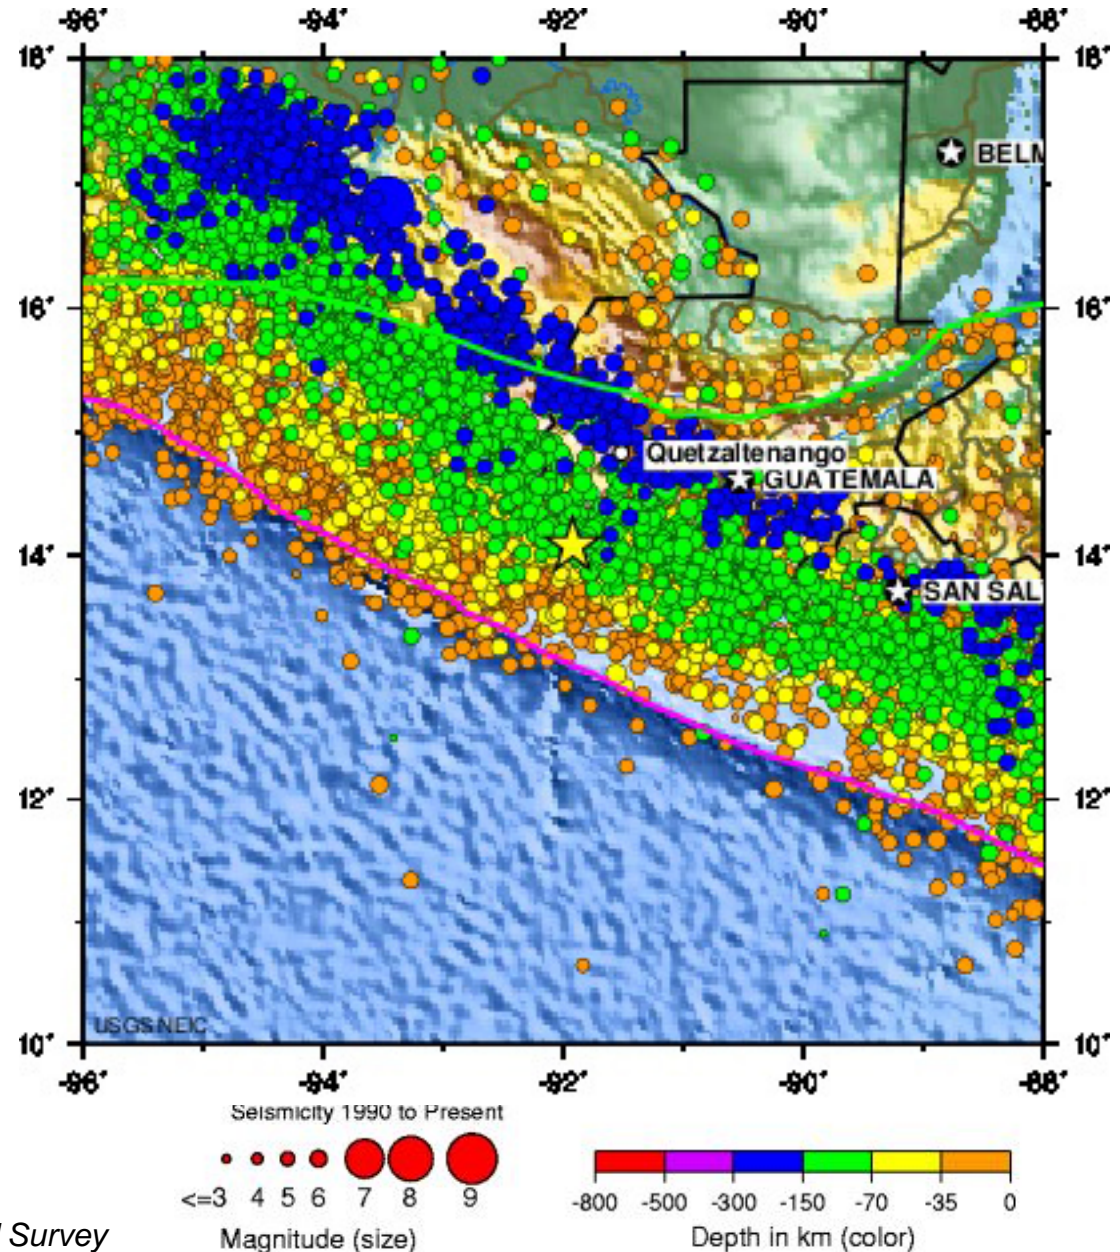 -96° -94° -92° -90° -88°
18° 18°
BELM
16° 16°
Quetzaltenango
GUATEMALA
14° 14°
SAN SAL
12° 12°
USGS NEIC
10° 10°
-96° -94° -92° -90° -88°
Seismicity 1990 to Present
<=3 4 5 6 7 8 9
-800 -500 -300 -150 -70 -35 0
Survey
Magnitude (size)
Depth in km (color)